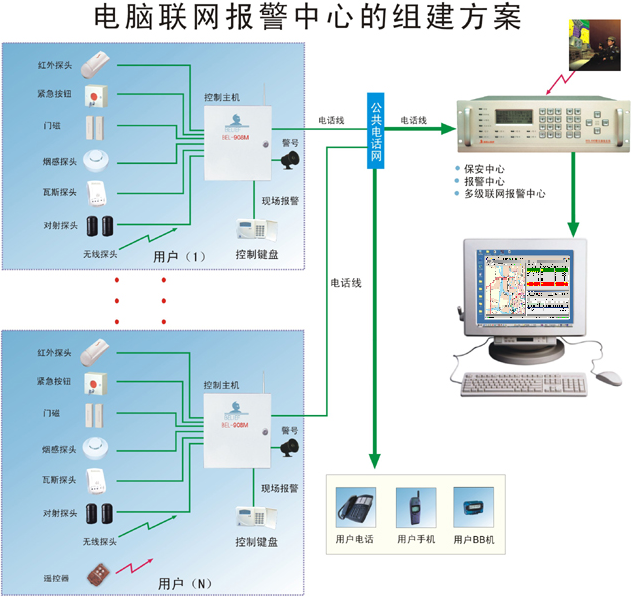 电脑联网报警中心的组建方案
红外探头
紧急按钮
门磁
烟感探头
瓦斯探头
对射探头
无线探头
控制主机
BEL-908M
警号
现场报警
控制键盘
用户（1）
电话线
公共电话网
电话线
保安中心
报警中心
多级联网报警中心
电话线
红外探头
紧急按钮
门磁
烟感探头
瓦斯探头
对射探头
无线探头
遥控器
控制主机
BEL-908M
警号
现场报警
控制键盘
用户（N）
用户电话
用户手机
用户BB机